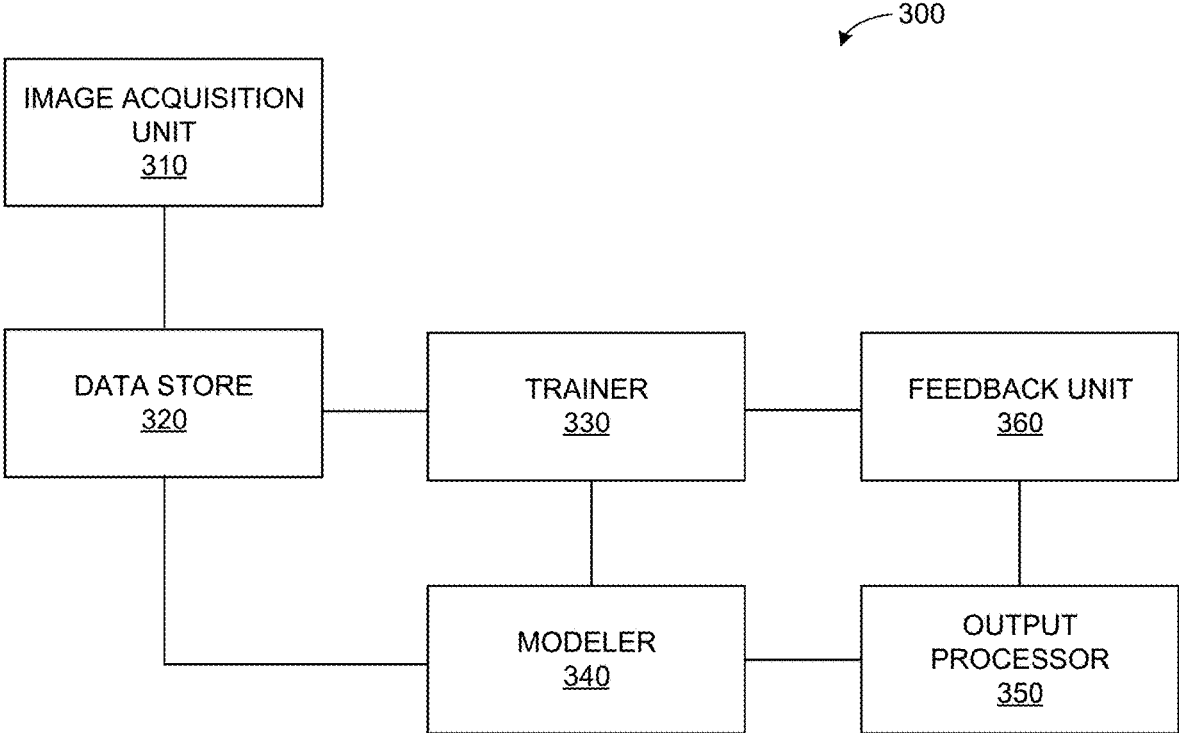 300
IMAGE ACQUISITION
UNIT
310
DATA STORE
320
TRAINER
330
FEEDBACK UNIT
360
MODELER
340
OUTPUT
PROCESSOR
350